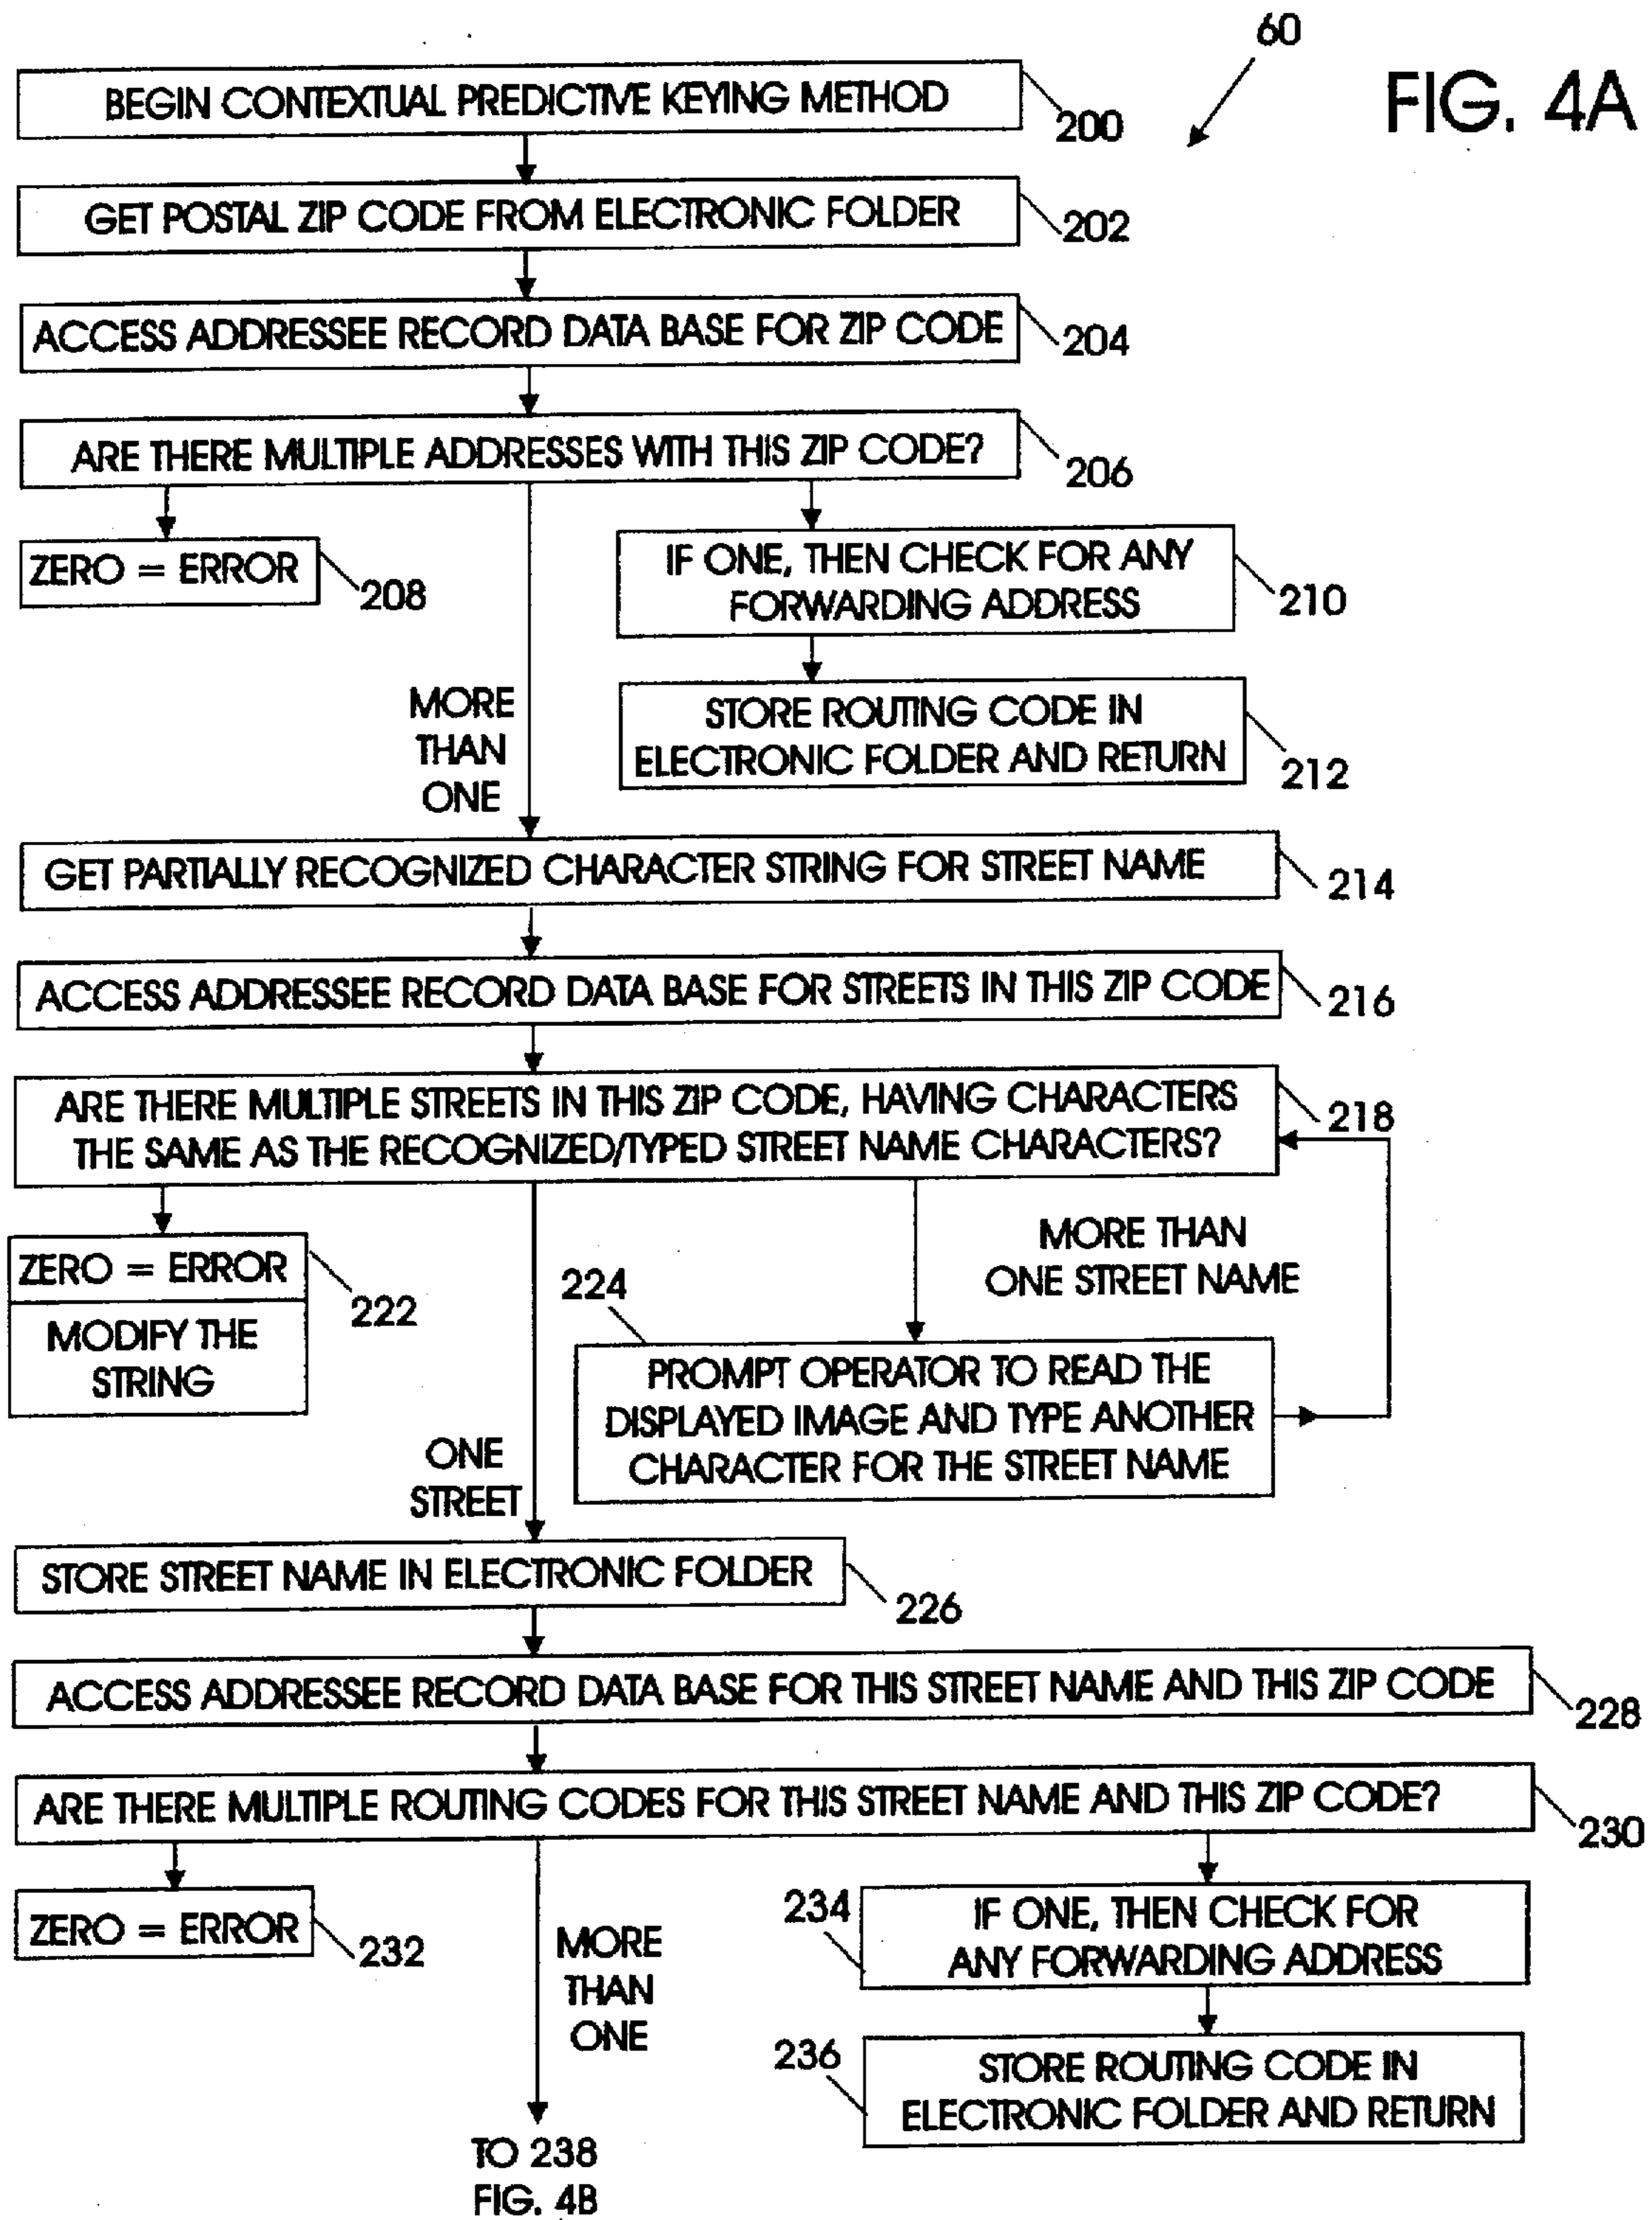 60
FIG. 4A
BEGIN CONTEXTUAL PREDICTIVE KEYING METHOD
200
GET POSTAL ZIP CODE FROM ELECTRONIC FOLDER
202
ACCESS ADDRESSEE RECORD DATA BASE FOR ZIP CODE
204
ARE THERE MULTIPLE ADDRESSES WITH THIS ZIP CODE?
206
ZERO = ERROR
208
IF ONE, THEN CHECK FOR ANY
FORWARDING ADDRESS
210
MORE
THAN
ONE
STORE ROUTING CODE IN
ELECTRONIC FOLDER AND RETURN
212
GET PARTIALLY RECOGNIZED CHARACTER STRING FOR STREET NAME
214
ACCESS ADDRESSEE RECORD DATA BASE FOR STREETS IN THIS ZIP CODE
216
ARE THERE MULTIPLE STREETS IN THIS ZIP CODE, HAVING CHARACTERS
THE SAME AS THE RECOGNIZED/TYPED STREET NAME CHARACTERS?
218
ZERO = ERROR
MODIFY THE
STRING
222
MORE THAN
ONE STREET NAME
224
PROMPT OPERATOR TO READ THE
DISPLAYED IMAGE AND TYPE ANOTHER
CHARACTER FOR THE STREET NAME
ONE
STREET
STORE STREET NAME IN ELECTRONIC FOLDER
226
ACCESS ADDRESSEE RECORD DATA BASE FOR THIS STREET NAME AND THIS ZIP CODE
228
ARE THERE MULTIPLE ROUTING CODES FOR THIS STREET NAME AND THIS ZIP CODE?
230
ZERO = ERROR
232
MORE
THAN
ONE
234
IF ONE, THEN CHECK FOR
ANY FORWARDING ADDRESS
236
STORE ROUTING CODE IN
ELECTRONIC FOLDER AND RETURN
TO 238
FIG. 4B